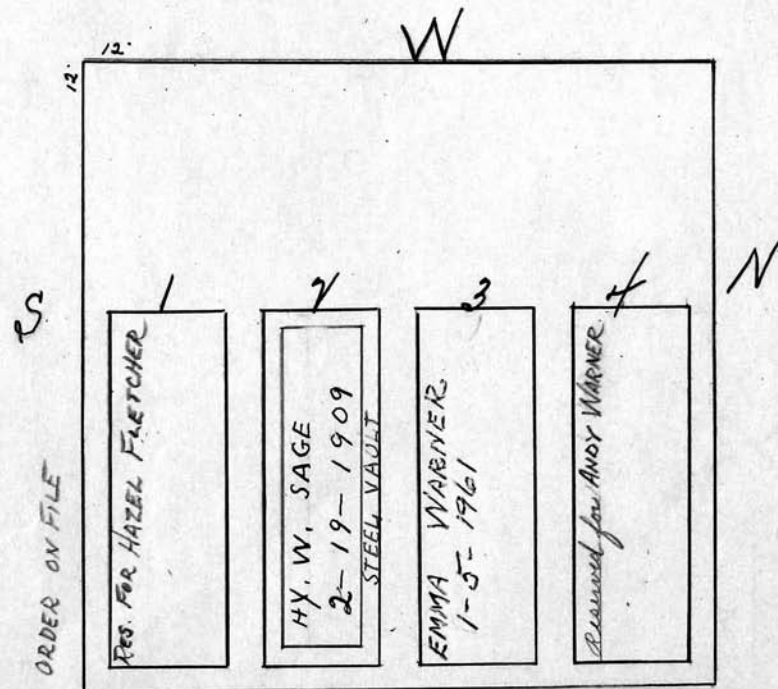 W
12'
12'
S
N
1
2
3
4
ORDER ON FILE
RES. FOR HAZEL FLETCHER
HY. W. SAGE
2-19-1909
STEEL VAULT
EMMA WARNER
1-5-1961
Reserved for ANDY WARNER